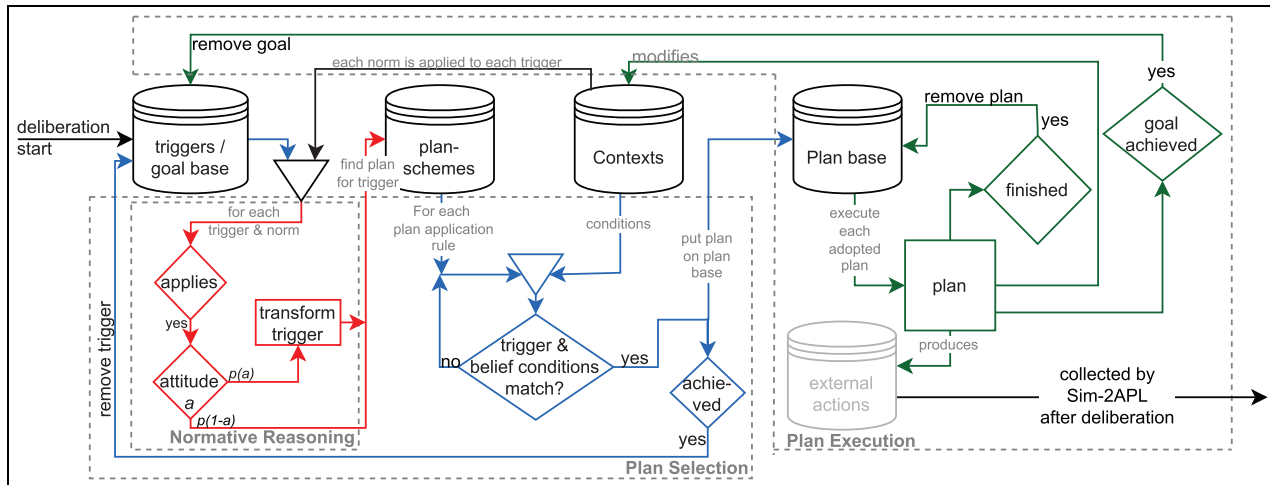 remove goal
modifies
each norm is applied to each trigger
yes
deliberation
start
triggers /
goal base
find plan
for trigger
plan-
schemes
Contexts
Plan base
remove plan
yes
finished
goal
achieved
for each
trigger & norm
For each
plan application
rule
conditions
put plan
on plan
base
execute
each
adopted
plan
applies
yes
transform
trigger
attitude
a
p(a)
p(1-a)
Normative Reasoning
remove trigger
no
trigger &
belief conditions
match?
yes
achie-
ved
yes
Plan Selection
plan
produces
external
actions
collected by
Sim-2APL
after deliberation
Plan Execution